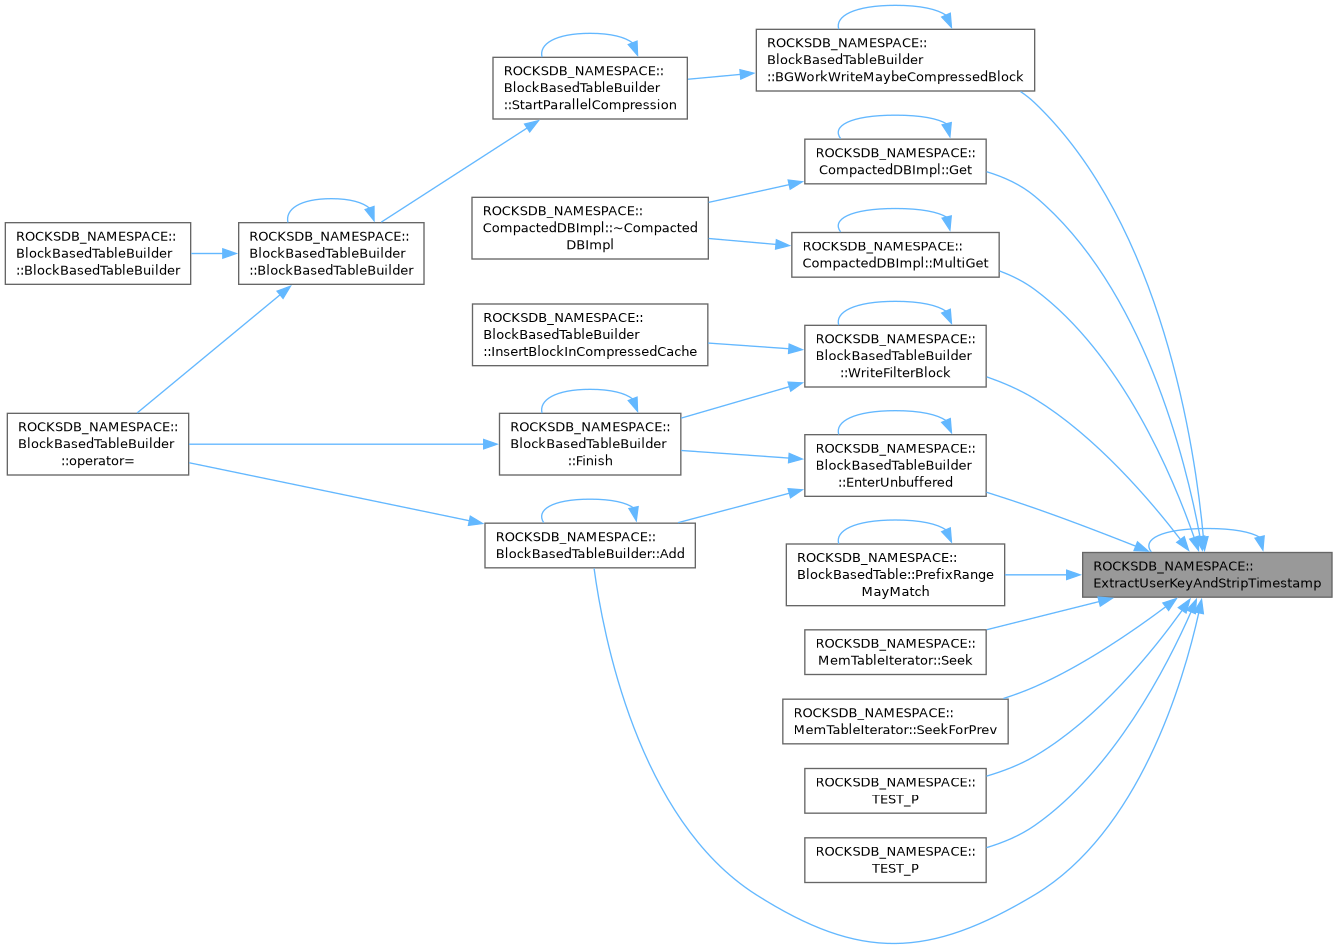 ROCKSDB_NAMESPACE::
BlockBasedTableBuilder
::BGWorkWriteMaybeCompressedBlock
ROCKSDB_NAMESPACE::
BlockBasedTableBuilder
::StartParallelCompression
ROCKSDB_NAMESPACE::
CompactedDBImpl::Get
ROCKSDB_NAMESPACE::
CompactedDBImpl::~Compacted
DBImpl
ROCKSDB_NAMESPACE::
BlockBasedTableBuilder
::BlockBasedTableBuilder
ROCKSDB_NAMESPACE::
BlockBasedTableBuilder
::BlockBasedTableBuilder
ROCKSDB_NAMESPACE::
CompactedDBImpl::MultiGet
ROCKSDB_NAMESPACE::
BlockBasedTableBuilder
::InsertBlockInCompressedCache
ROCKSDB_NAMESPACE::
BlockBasedTableBuilder
::WriteFilterBlock
ROCKSDB_NAMESPACE::
BlockBasedTableBuilder
::operator=
ROCKSDB_NAMESPACE::
BlockBasedTableBuilder
::Finish
ROCKSDB_NAMESPACE::
BlockBasedTableBuilder
::EnterUnbuffered
ROCKSDB_NAMESPACE::
BlockBasedTableBuilder::Add
ROCKSDB_NAMESPACE::
BlockBasedTable::PrefixRange
MayMatch
ROCKSDB_NAMESPACE::
ExtractUserKeyAndStripTimestamp
ROCKSDB_NAMESPACE::
MemTableIterator::Seek
ROCKSDB_NAMESPACE::
MemTableIterator::SeekForPrev
ROCKSDB_NAMESPACE::
TEST_P
ROCKSDB_NAMESPACE::
TEST_P